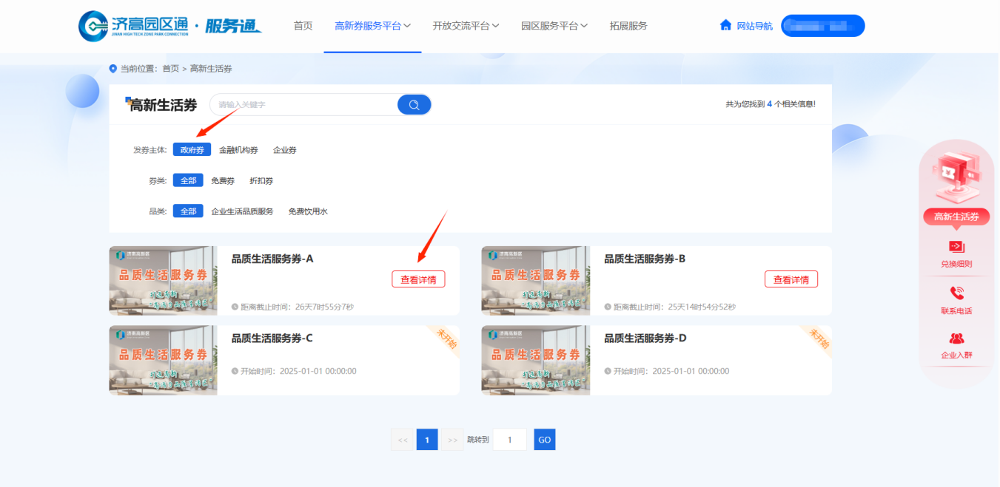 济高园区通·服务通
JINAN HIGH TECH ZONE PARK CONNECTION
首页 高新券服务平台 开放交流平台 园区服务平台 拓展服务 网站导航
当前位置：首页 > 高新生活券
高新生活券 请输入关键字 共为您找到 4 个相关信息!
发券主体: 政府券 金融机构券 企业券
券类: 全部 免费券 折扣券
品类: 全部 企业生活品质服务 免费饮用水
高新生活券
兑换细则
联系电话
企业入群
济南高新区
品质生活服务券
品质生活服务券-A
查看详情
距离截止时间：26天7时55分7秒
济南高新区
品质生活服务券
品质生活服务券-B
查看详情
距离截止时间：25天14时54分52秒
济南高新区
品质生活服务券
品质生活服务券-C
未开始
开始时间：2025-01-01 00:00:00
济南高新区
品质生活服务券
品质生活服务券-D
未开始
开始时间：2025-01-01 00:00:00
<< 1 >> 跳转到 1 GO